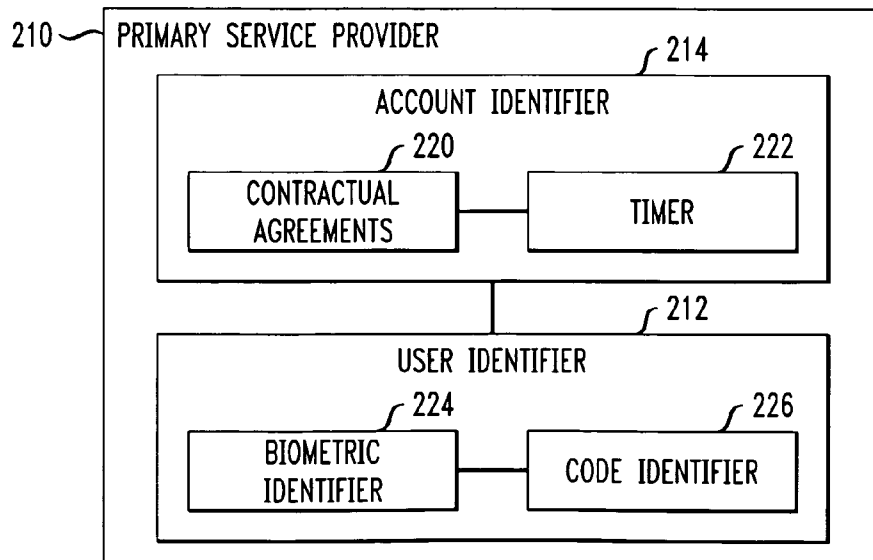 210 PRIMARY SERVICE PROVIDER
214
ACCOUNT IDENTIFIER
220
222
CONTRACTUAL
AGREEMENTS
TIMER
212
USER IDENTIFIER
224
226
BIOMETRIC
IDENTIFIER
CODE IDENTIFIER